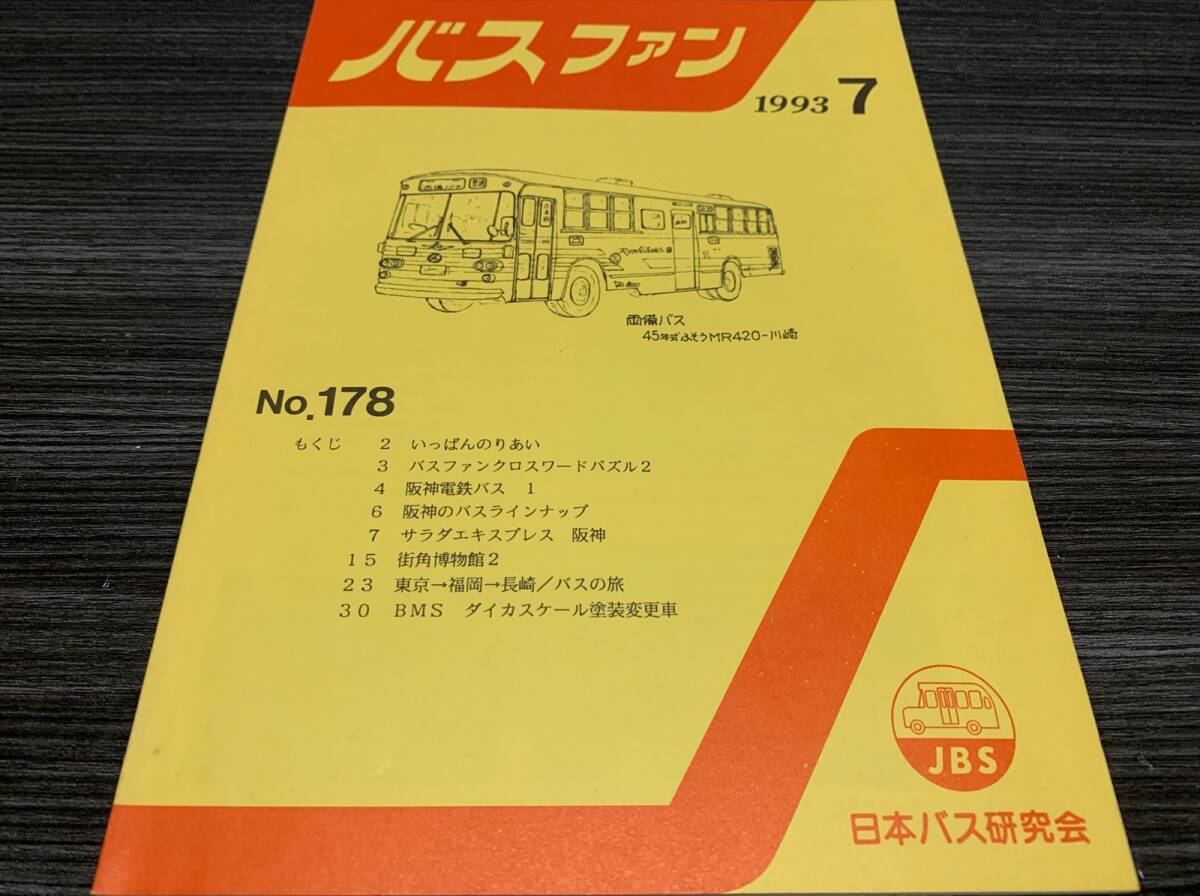 バスファン
1993 7
両備バス
45年式ふそうMR420-川崎
No.178
もくじ 2 いっぱんのりあい
3 バスファンクロスワードパズル2
4 阪神電鉄バス 1
6 阪神のバスラインナップ
7 サラダエキスプレス 阪神
15 街角博物館2
23 東京→福岡→長崎/バスの旅
30 BMS ダイカスケール塗装変更車
JBS
日本バス研究会